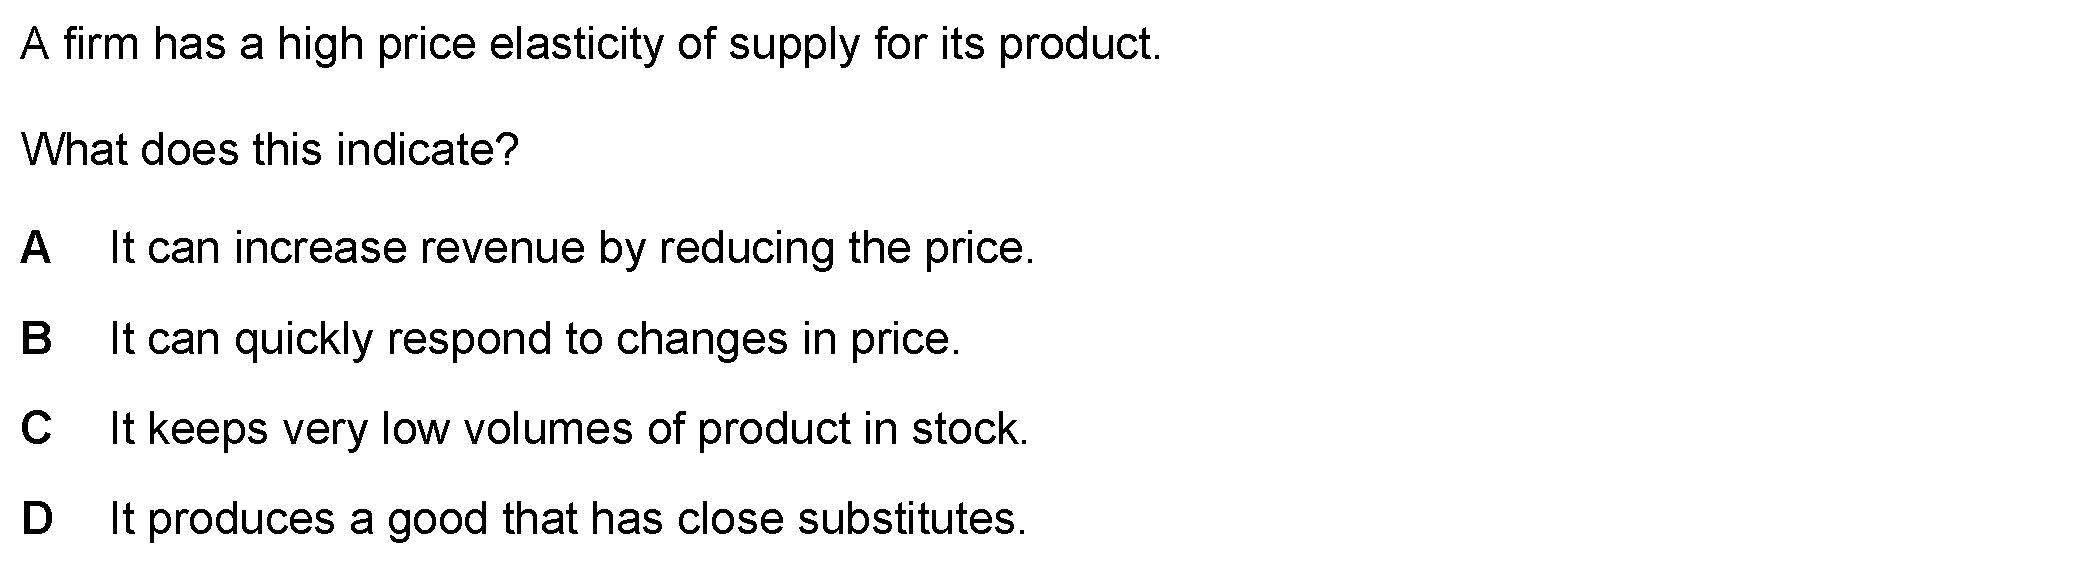 A firm has a high price elasticity of supply for its product.
What does this indicate?
A It can increase revenue by reducing the price.
B It can quickly respond to changes in price.
C It keeps very low volumes of product in stock.
D It produces a good that has close substitutes.